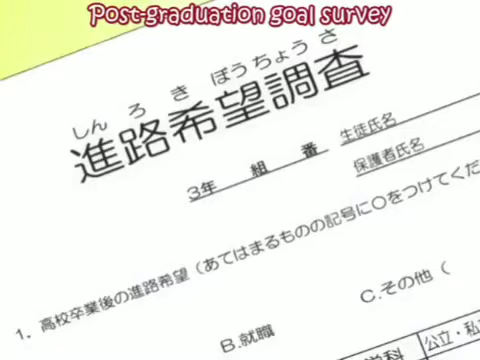 Post-graduation goal survey
しんろきぼうちょうさ
進路希望調査
3年 組 番
生徒氏名
保護者氏名
1. 高校卒業後の進路希望（あてはまるものの記号に○をつけてくだ
B.就職
C.その他（
学科
公立・私